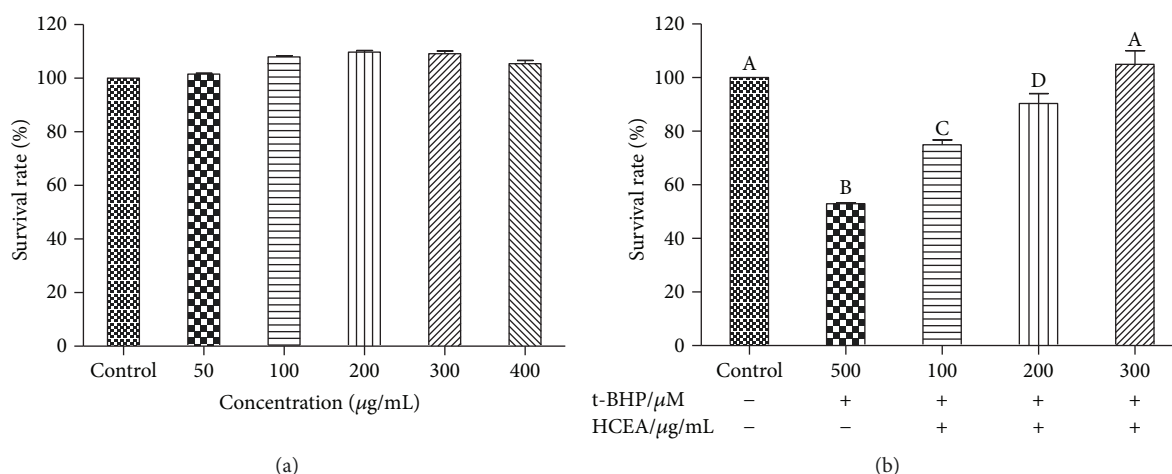 120
100
80
60
40
20
0
Survival rate (%)
Control 50 100 200 300 400
Concentration (μg/mL)
(a)
120
100
80
60
40
20
0
Survival rate (%)
A
B
C
D
A
Control 500 100 200 300
t-BHP/μM − + + + +
HCEA/μg/mL − − + + +
(b)